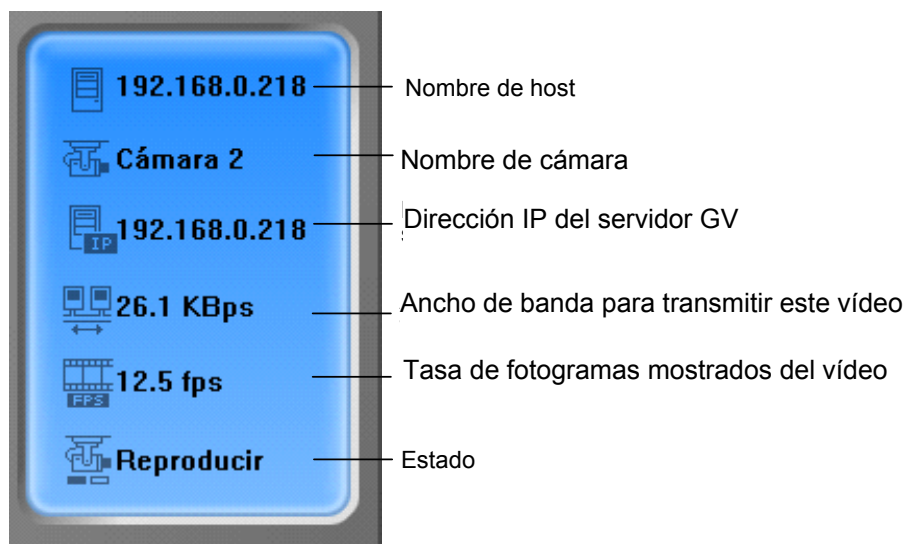 192.168.0.218 Nombre de host
Cámara 2 Nombre de cámara
IP 192.168.0.218 Dirección IP del servidor GV
26.1 KBps Ancho de banda para transmitir este vídeo
FPS 12.5 fps Tasa de fotogramas mostrados del vídeo
Reproducir Estado